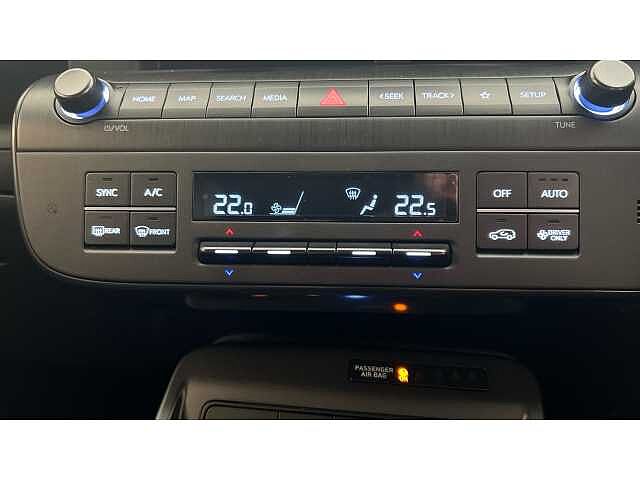 HOME MAP SEARCH MEDIA <SEEK TRACK> SETUP
/VOL TUNE
SYNC A/C 22.0 22.5 OFF AUTO
REAR FRONT DRIVER ONLY
PASSENGER
AIR BAG ON